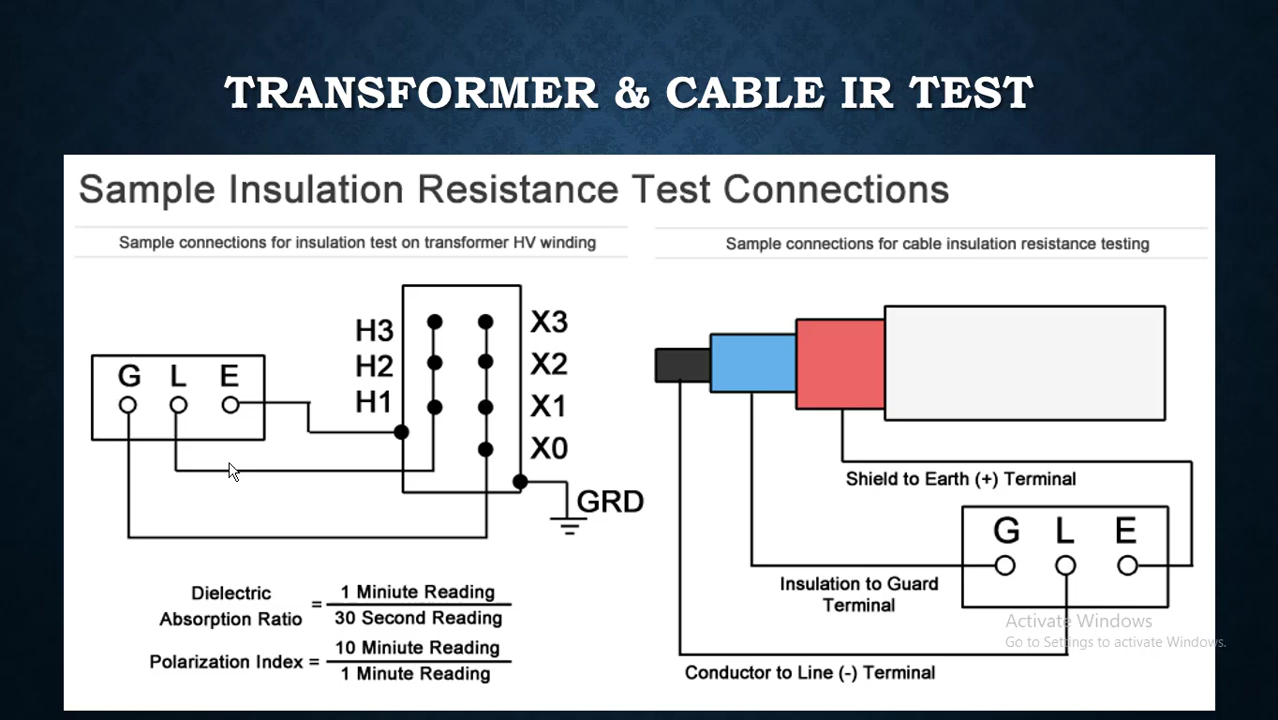 TRANSFORMER & CABLE IR TEST
Sample Insulation Resistance Test Connections
Sample connections for insulation test on transformer HV winding
G L E
H3
H2
H1
X3
X2
X1
X0
GRD
Dielectric
Absorption Ratio
=
1 Miniute Reading
30 Second Reading
Polarization Index =
10 Miniute Reading
1 Minute Reading
Sample connections for cable insulation resistance testing
Shield to Earth (+) Terminal
G L E
Insulation to Guard
Terminal
Conductor to Line (-) Terminal
Activate Windows
Go to Settings to activate Windows.